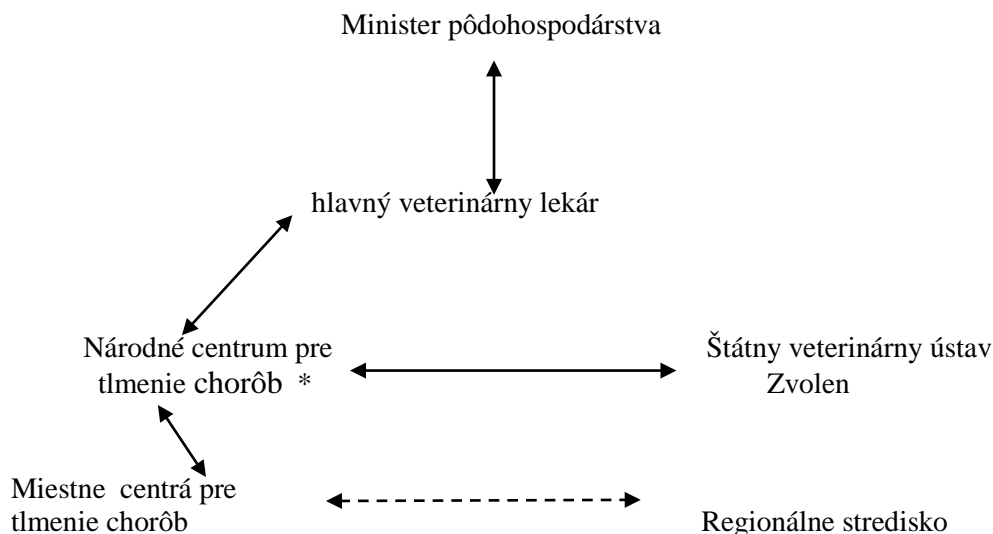 Minister pôdohospodárstva
hlavný veterinárny lekár
Národné centrum pre
tlmenie chorôb *
Štátny veterinárny ústav
Zvolen
Miestne centrá pre
tlmenie chorôb
Regionálne stredisko